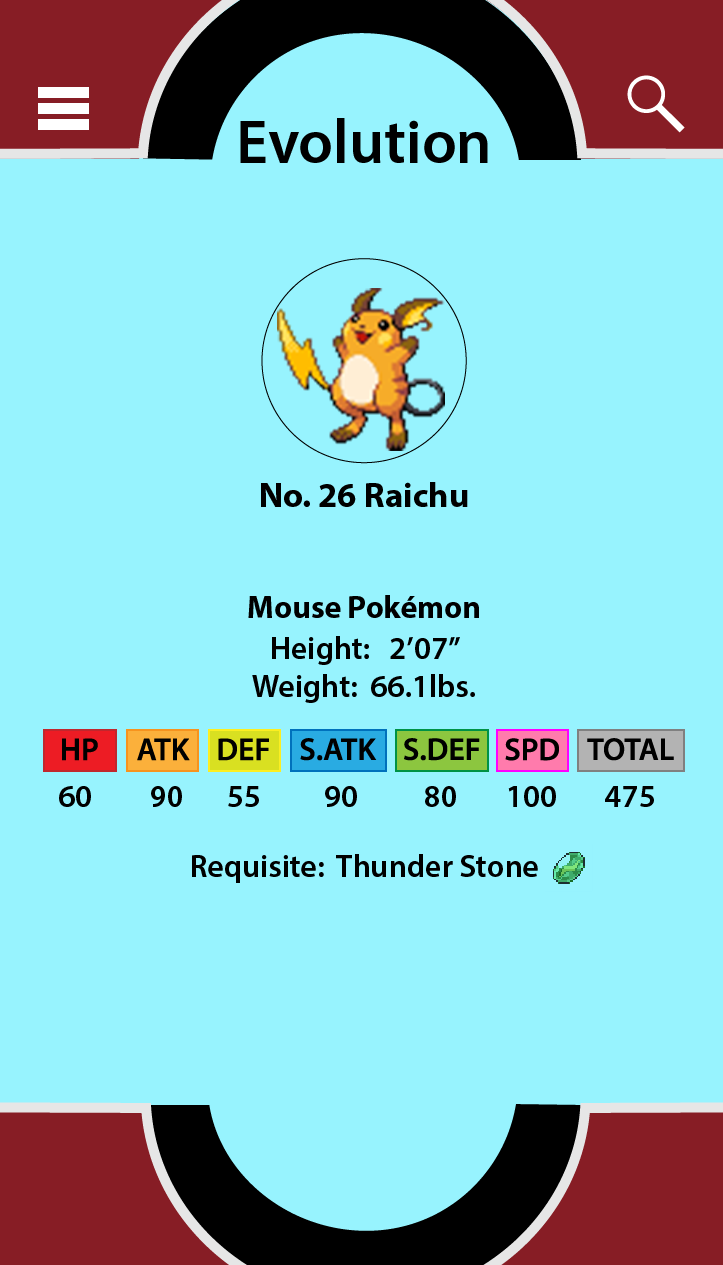 Evolution
No. 26 Raichu
Mouse Pokémon
Height: 2’07”
Weight: 66.1lbs.
HP ATK DEF S.ATK S.DEF SPD TOTAL
60 90 55 90 80 100 475
Requisite: Thunder Stone